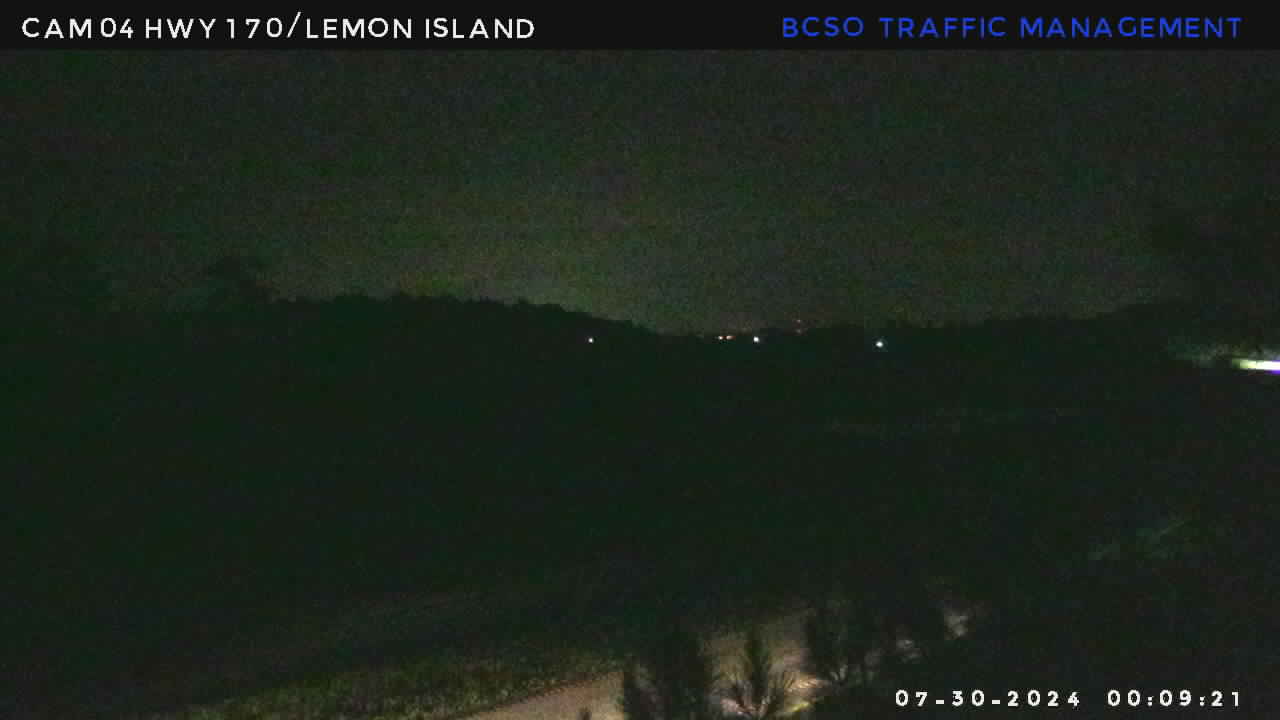 CAM04 HWY 170/LEMON ISLAND
BCSO TRAFFIC MANAGEMENT
07-30-2024 00:09:21